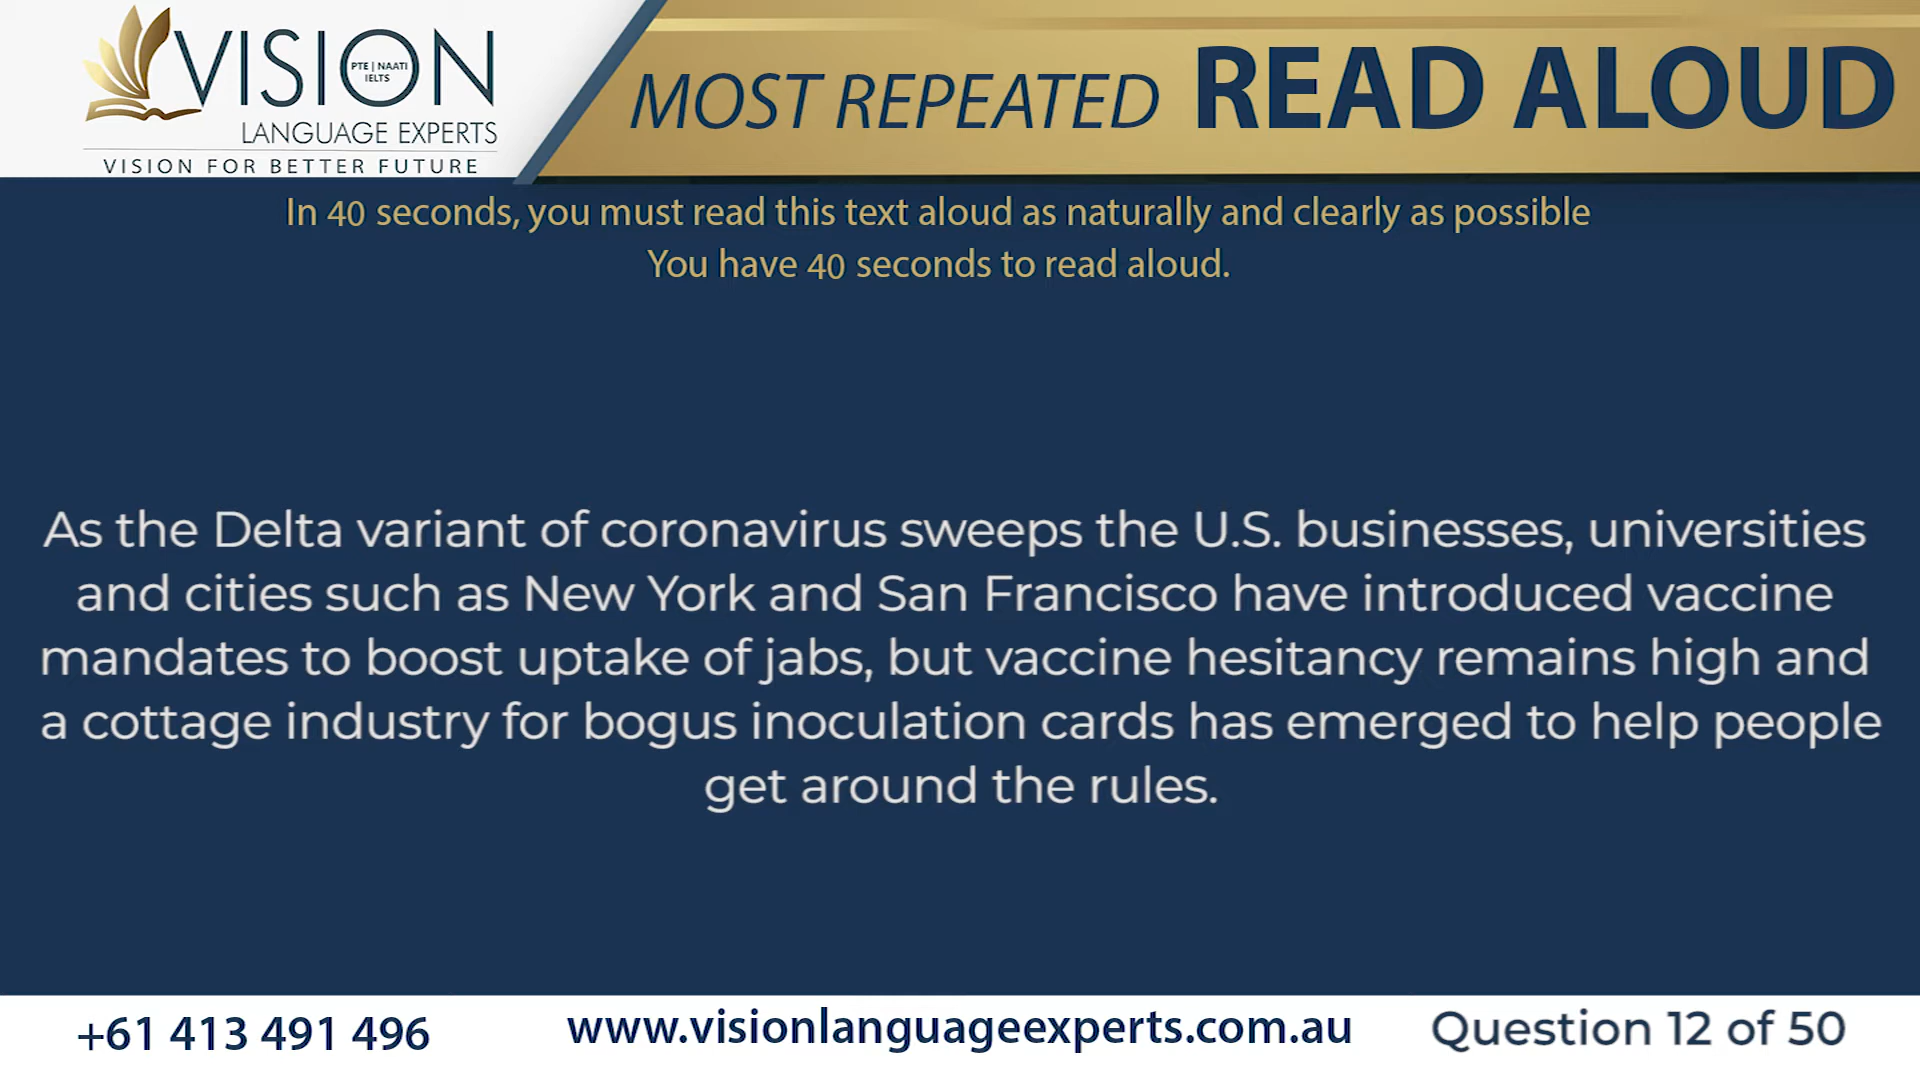 VISION
PTE | NAATI
IELTS
LANGUAGE EXPERTS
VISION FOR BETTER FUTURE
MOST REPEATED READ ALOUD
In 40 seconds, you must read this text aloud as naturally and clearly as possible
You have 40 seconds to read aloud.
As the Delta variant of coronavirus sweeps the U.S. businesses, universities
and cities such as New York and San Francisco have introduced vaccine
mandates to boost uptake of jabs, but vaccine hesitancy remains high and
a cottage industry for bogus inoculation cards has emerged to help people
get around the rules.
+61 413 491 496
www.visionlanguageexperts.com.au
Question 12 of 50